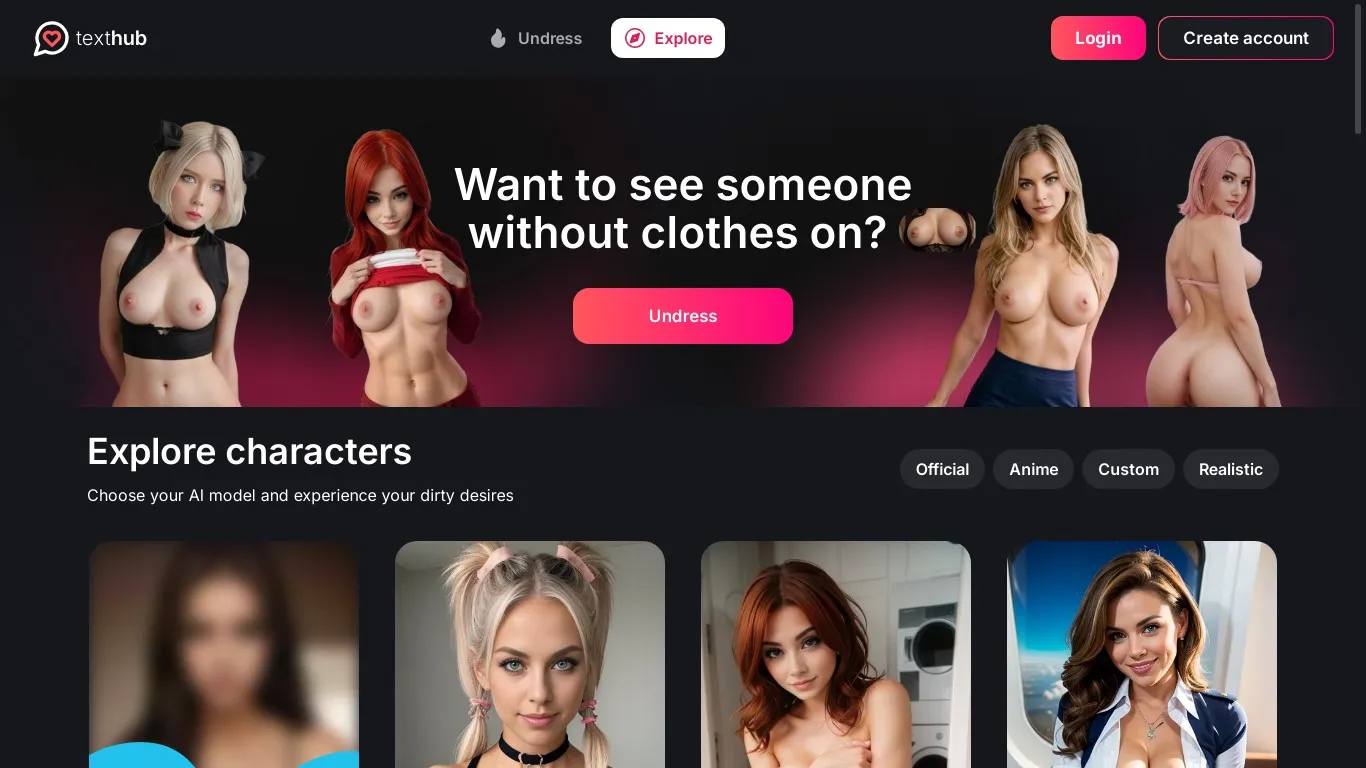 texthub
Undress
Explore
Login
Create account
Want to see someone
without clothes on?
Undress
Explore characters
Choose your AI model and experience your dirty desires
Official
Anime
Custom
Realistic